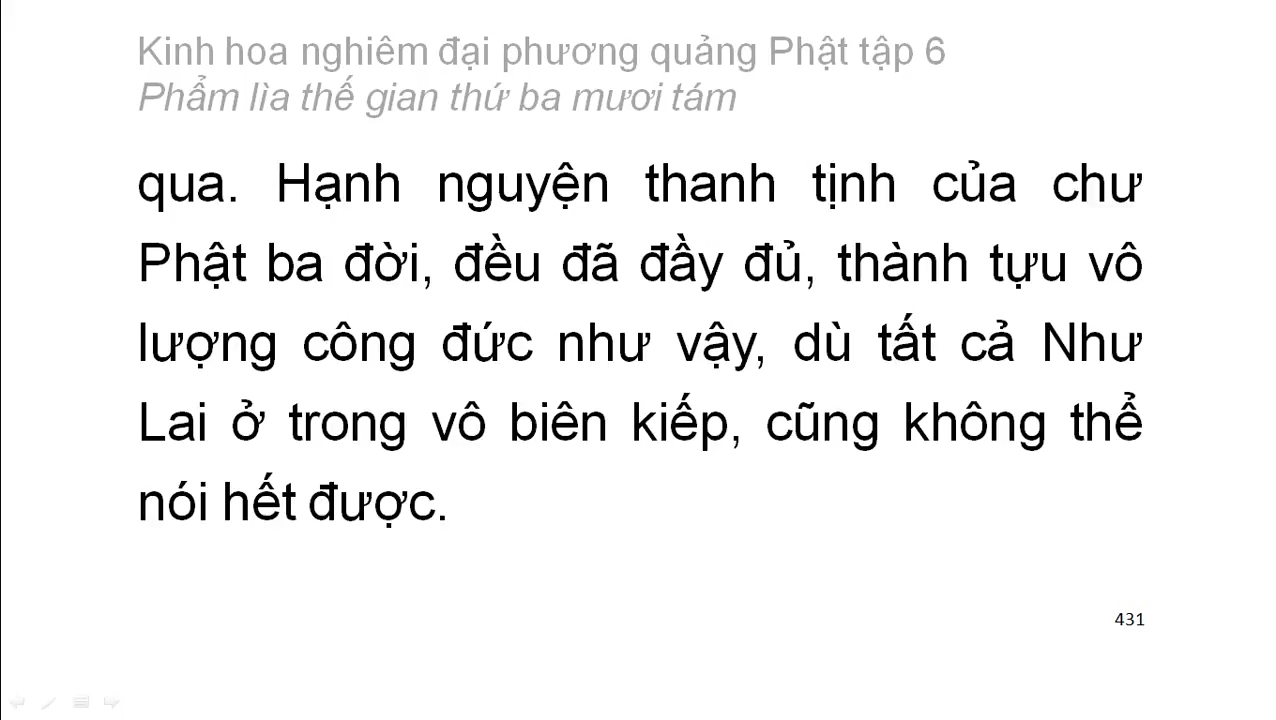 Kinh hoa nghiêm đại phương quảng Phật tập 6
Phẩm lìa thế gian thứ ba mươi tám
qua. Hạnh nguyện thanh tịnh của chư
Phật ba đời, đều đã đầy đủ, thành tựu vô
lượng công đức như vậy, dù tất cả Như
Lai ở trong vô biên kiếp, cũng không thể
nói hết được.
431